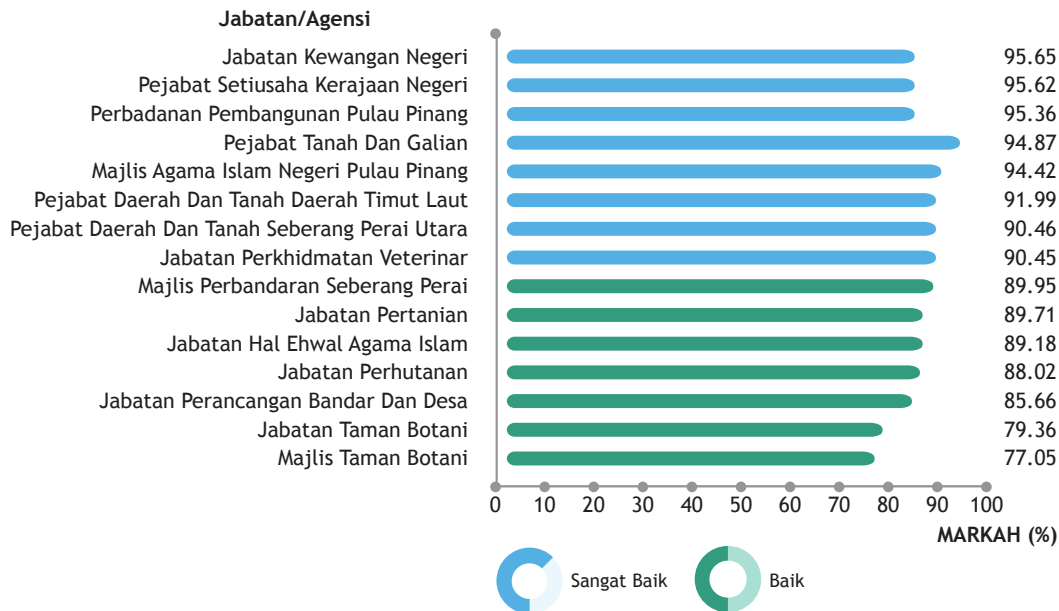 Jabatan/Agensi
Jabatan Kewangan Negeri 95.65
Pejabat Setiusaha Kerajaan Negeri 95.62
Perbadanan Pembangunan Pulau Pinang 95.36
Pejabat Tanah Dan Galian 94.87
Majlis Agama Islam Negeri Pulau Pinang 94.42
Pejabat Daerah Dan Tanah Daerah Timut Laut 91.99
Pejabat Daerah Dan Tanah Seberang Perai Utara 90.46
Jabatan Perkhidmatan Veterinar 90.45
Majlis Perbandaran Seberang Perai 89.95
Jabatan Pertanian 89.71
Jabatan Hal Ehwal Agama Islam 89.18
Jabatan Perhutanan 88.02
Jabatan Perancangan Bandar Dan Desa 85.66
Jabatan Taman Botani 79.36
Majlis Taman Botani 77.05
0 10 20 30 40 50 60 70 80 90 100
MARKAH (%)
Sangat Baik Baik